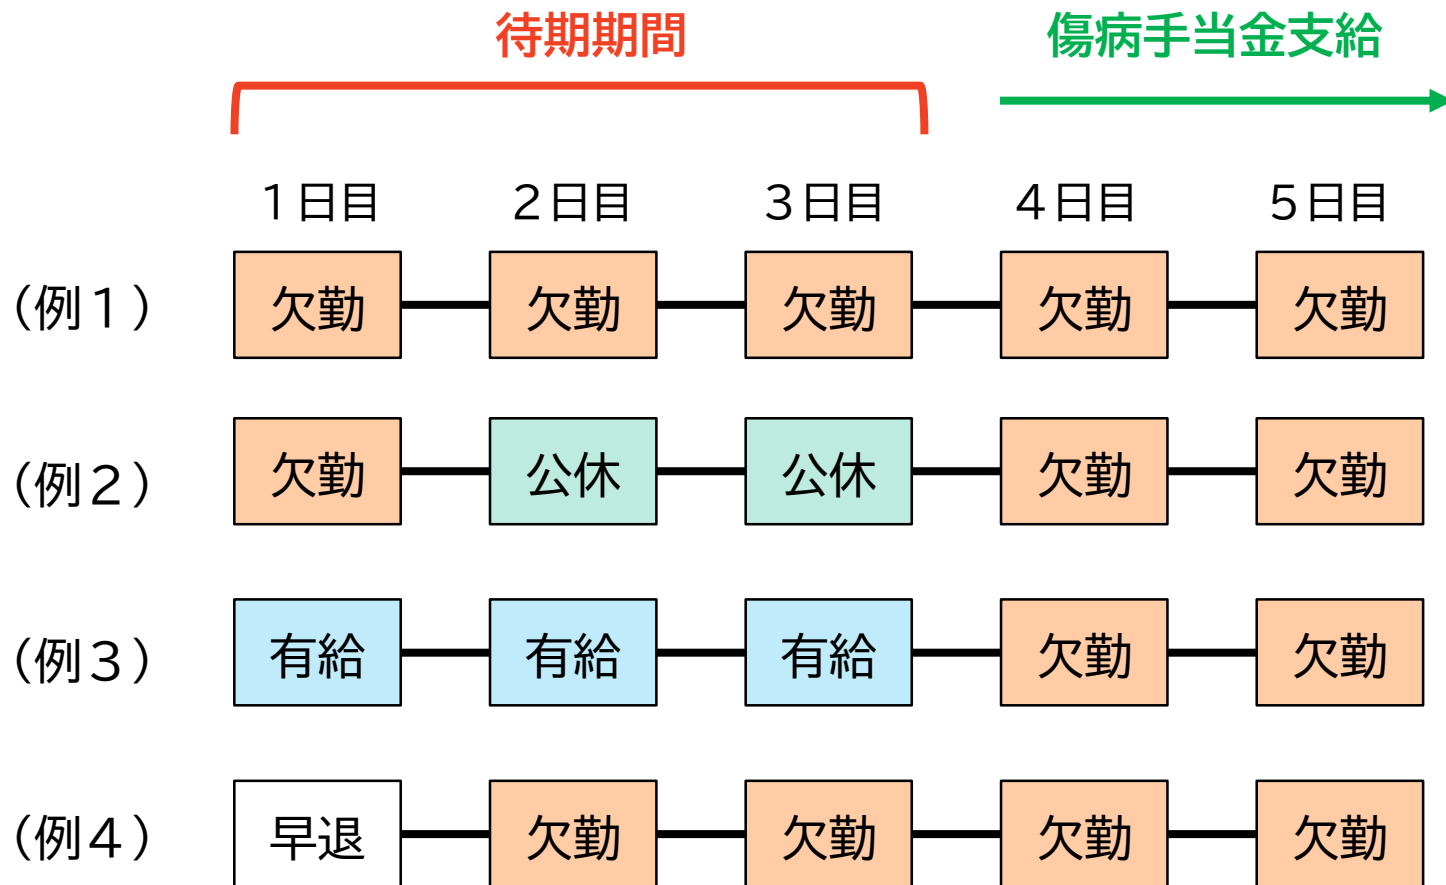 待期期間 傷病手当金支給
１日目 ２日目 ３日目 ４日目 ５日目
（例１） 欠勤 欠勤 欠勤 欠勤 欠勤
（例２） 欠勤 公休 公休 欠勤 欠勤
（例３） 有給 有給 有給 欠勤 欠勤
（例４） 早退 欠勤 欠勤 欠勤 欠勤